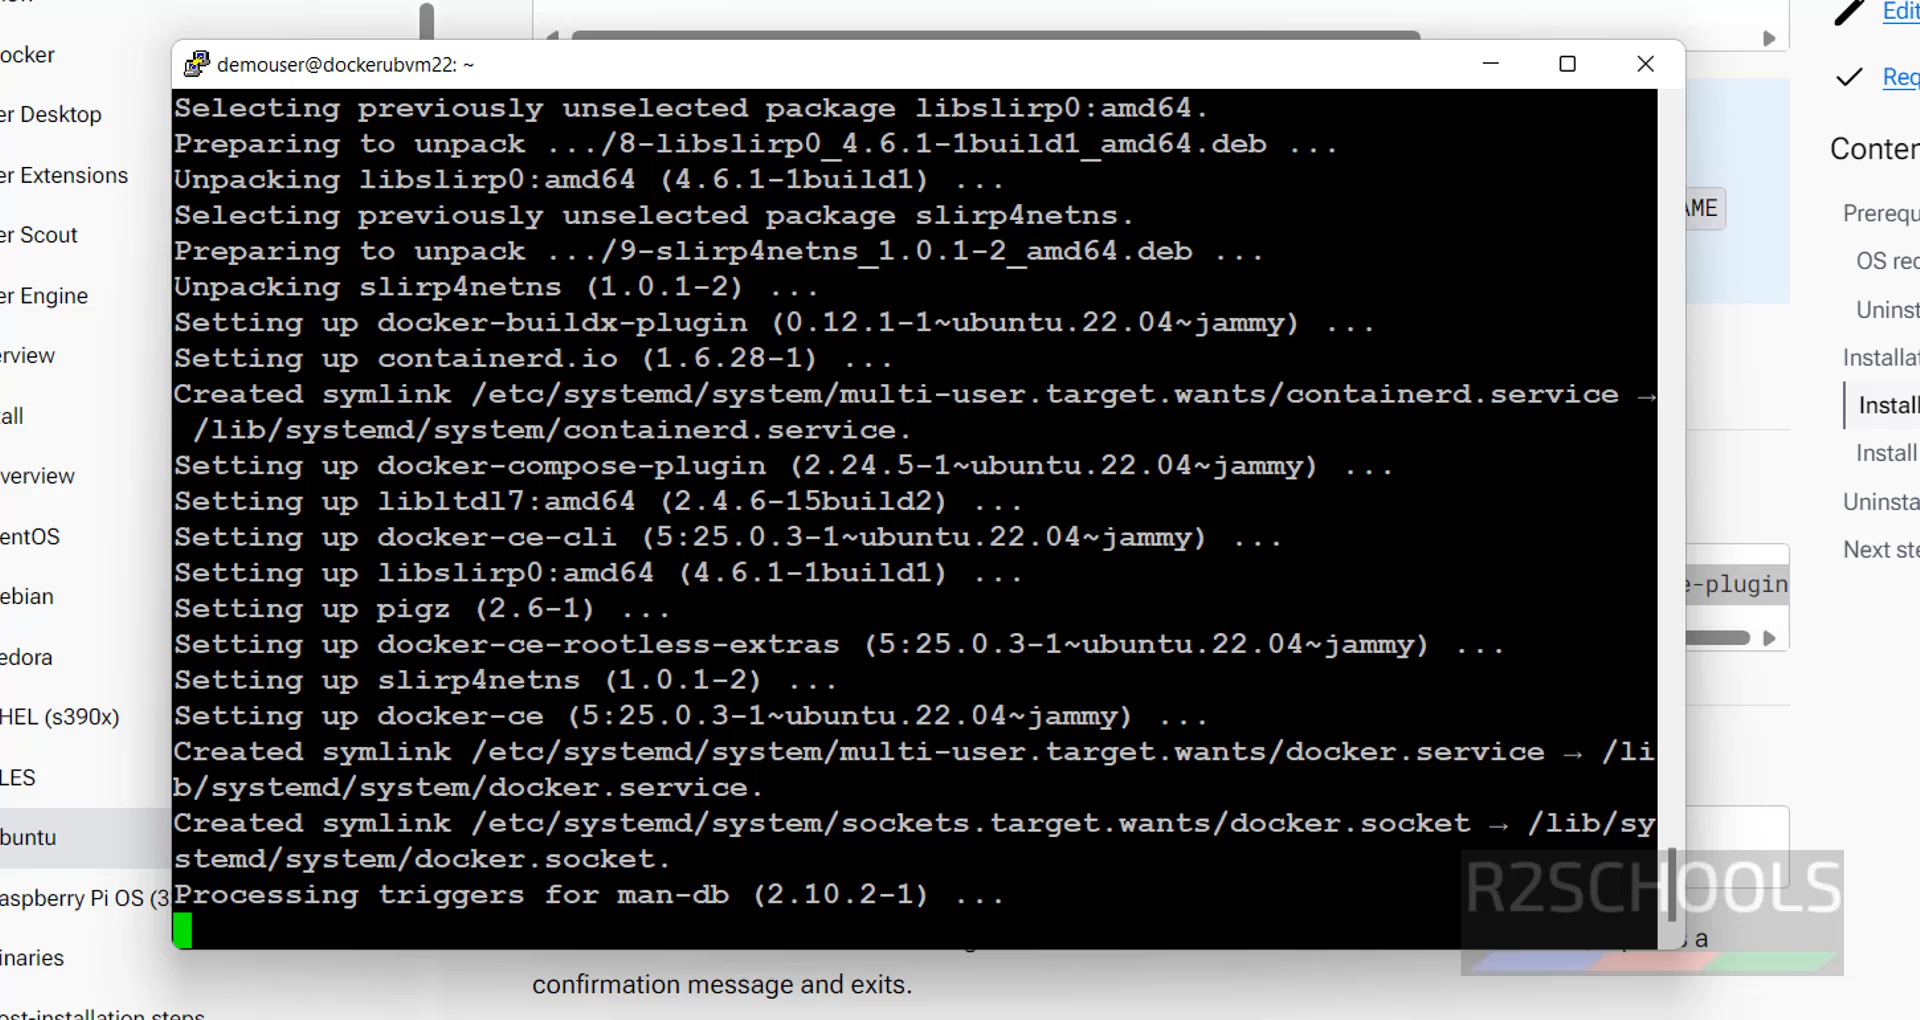 demouser@dockerubvm22: ~
Selecting previously unselected package libslirp0:amd64.
Preparing to unpack .../8-libslirp0_4.6.1-1build1_amd64.deb ...
Unpacking libslirp0:amd64 (4.6.1-1build1) ...
Selecting previously unselected package slirp4netns.
Preparing to unpack .../9-slirp4netns_1.0.1-2_amd64.deb ...
Unpacking slirp4netns (1.0.1-2) ...
Setting up docker-buildx-plugin (0.12.1-1~ubuntu.22.04~jammy) ...
Setting up containerd.io (1.6.28-1) ...
Created symlink /etc/systemd/system/multi-user.target.wants/containerd.service →
/lib/systemd/system/containerd.service.
Setting up docker-compose-plugin (2.24.5-1~ubuntu.22.04~jammy) ...
Setting up libltdl7:amd64 (2.4.6-15build2) ...
Setting up docker-ce-cli (5:25.0.3-1~ubuntu.22.04~jammy) ...
Setting up libslirp0:amd64 (4.6.1-1build1) ...
Setting up pigz (2.6-1) ...
Setting up docker-ce-rootless-extras (5:25.0.3-1~ubuntu.22.04~jammy) ...
Setting up slirp4netns (1.0.1-2) ...
Setting up docker-ce (5:25.0.3-1~ubuntu.22.04~jammy) ...
Created symlink /etc/systemd/system/multi-user.target.wants/docker.service → /li
b/systemd/system/docker.service.
Created symlink /etc/systemd/system/sockets.target.wants/docker.socket → /lib/sy
stemd/system/docker.socket.
Processing triggers for man-db (2.10.2-1) ...
ocker
er Desktop
er Extensions
er Scout
er Engine
erview
all
verview
entOS
ebian
edora
HEL (s390x)
LES
buntu
aspberry Pi OS (3
inaries
ost-installation steps
confirmation message and exits.
s a
AME
e-plugin
Edit
Req
Conten
Prerequ
OS rec
Uninst
Installat
Install
Install
Uninsta
Next ste
R2SCHOOLS